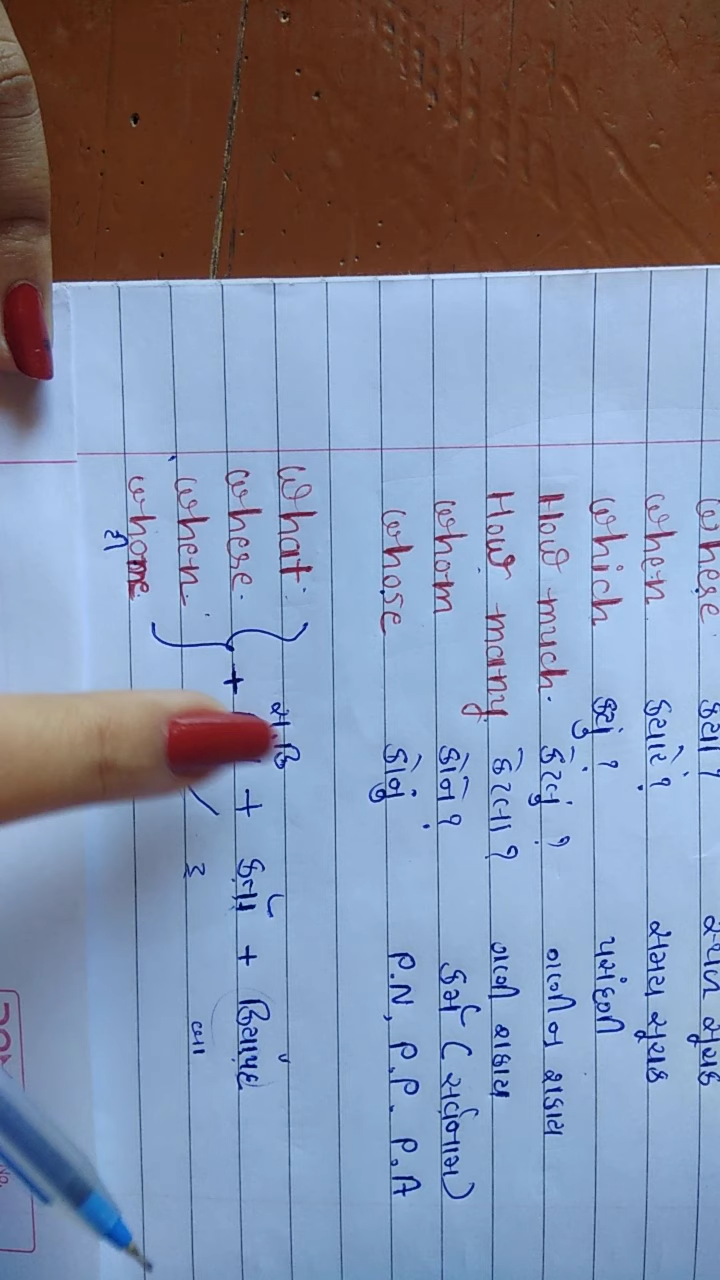 where ક્યાં? સ્થળ સૂચક
when ક્યારે? સમય સૂચક
which કયું? પસંદગી
How much. કેટલું? ગણી ન શકાય
How many કેટલા? ગણી શકાય
whom કોને? કર્મ (સર્વનામ)
whose કોનું P.N, P.P. P.A
what.
where. + + કર્તા + ક્રિયાપદ
when.
whome